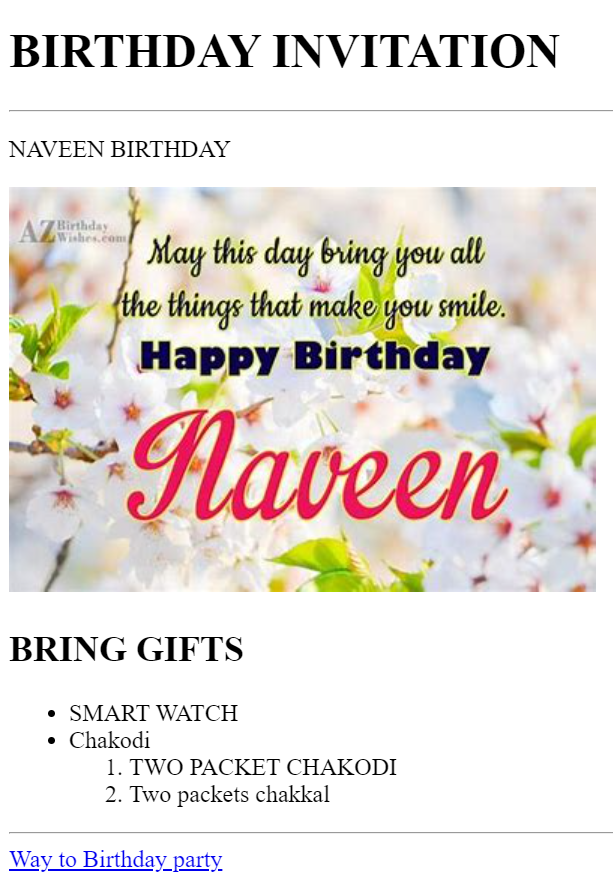 BIRTHDAY INVITATION
NAVEEN BIRTHDAY
AZ Birthday
Wishes.com
May this day bring you all
the things that make you smile.
Happy Birthday
Naveen
BRING GIFTS
• SMART WATCH
• Chakodi
1. TWO PACKET CHAKODI
2. Two packets chakkal
Way to Birthday party